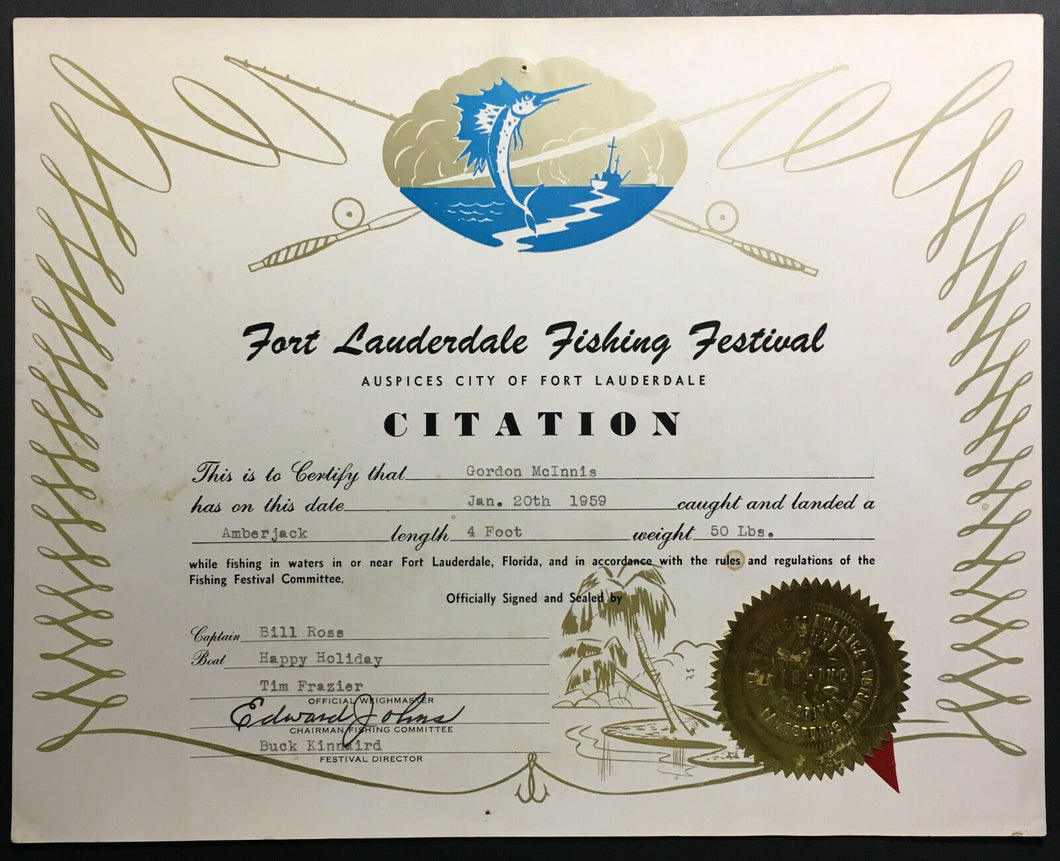 Fort Lauderdale Fishing Festival
AUSPICES CITY OF FORT LAUDERDALE
CITATION
This is to Certify that Gordon McInnis
has on this date Jan. 20th 1959 caught and landed a
Amberjack length 4 Foot weight 50 Lbs.
while fishing in waters in or near Fort Lauderdale, Florida, and in accordance with the rules and regulations of the
Fishing Festival Committee.
Officially Signed and Sealed by
Captain Bill Ross
Boat Happy Holiday
Tim Frazier
OFFICIAL WEIGHMASTER
Edward Johns
CHAIRMAN FISHING COMMITTEE
Buck Kinnaird
FESTIVAL DIRECTOR